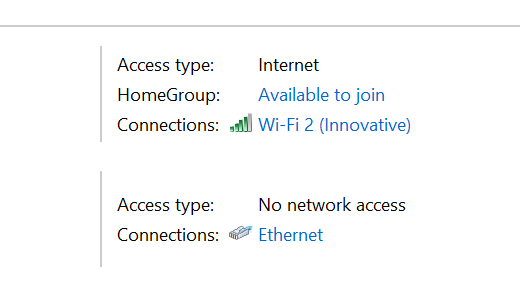 Access type: Internet
HomeGroup: Available to join
Connections: Wi-Fi 2 (Innovative)
Access type: No network access
Connections: Ethernet